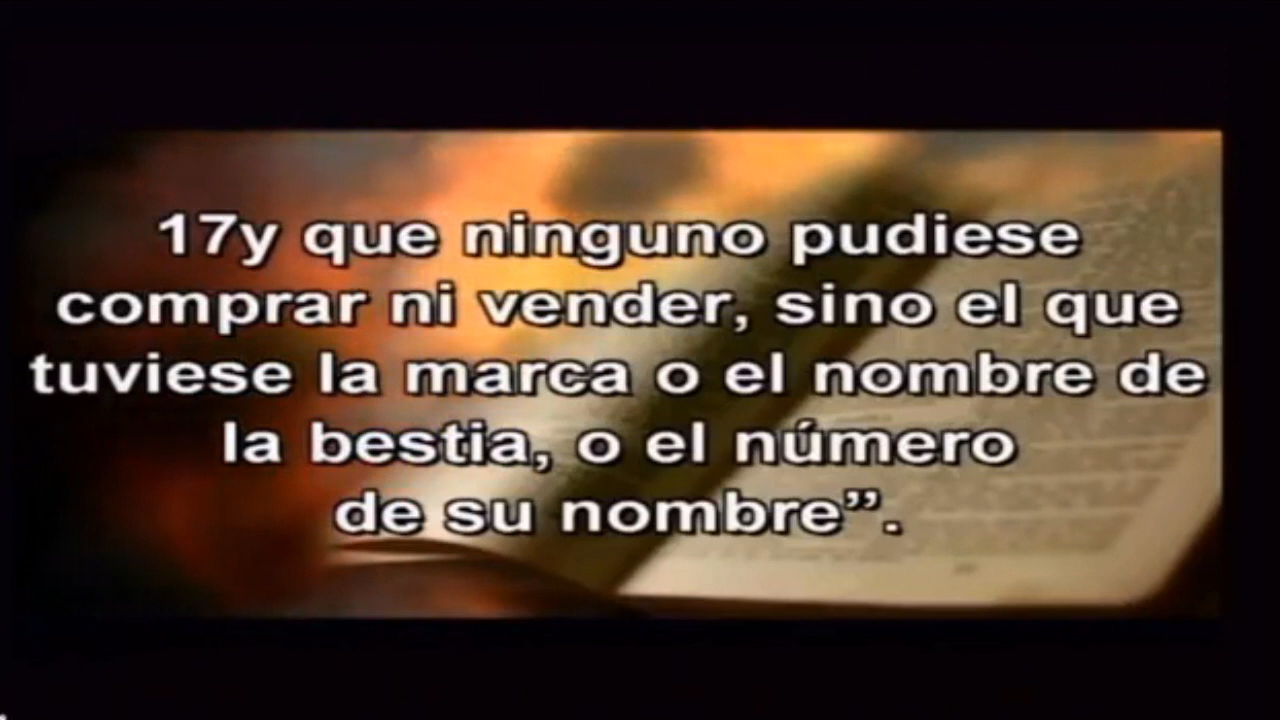 17y que ninguno pudiese
comprar ni vender, sino el que
tuviese la marca o el nombre de
la bestia, o el número
de su nombre”.